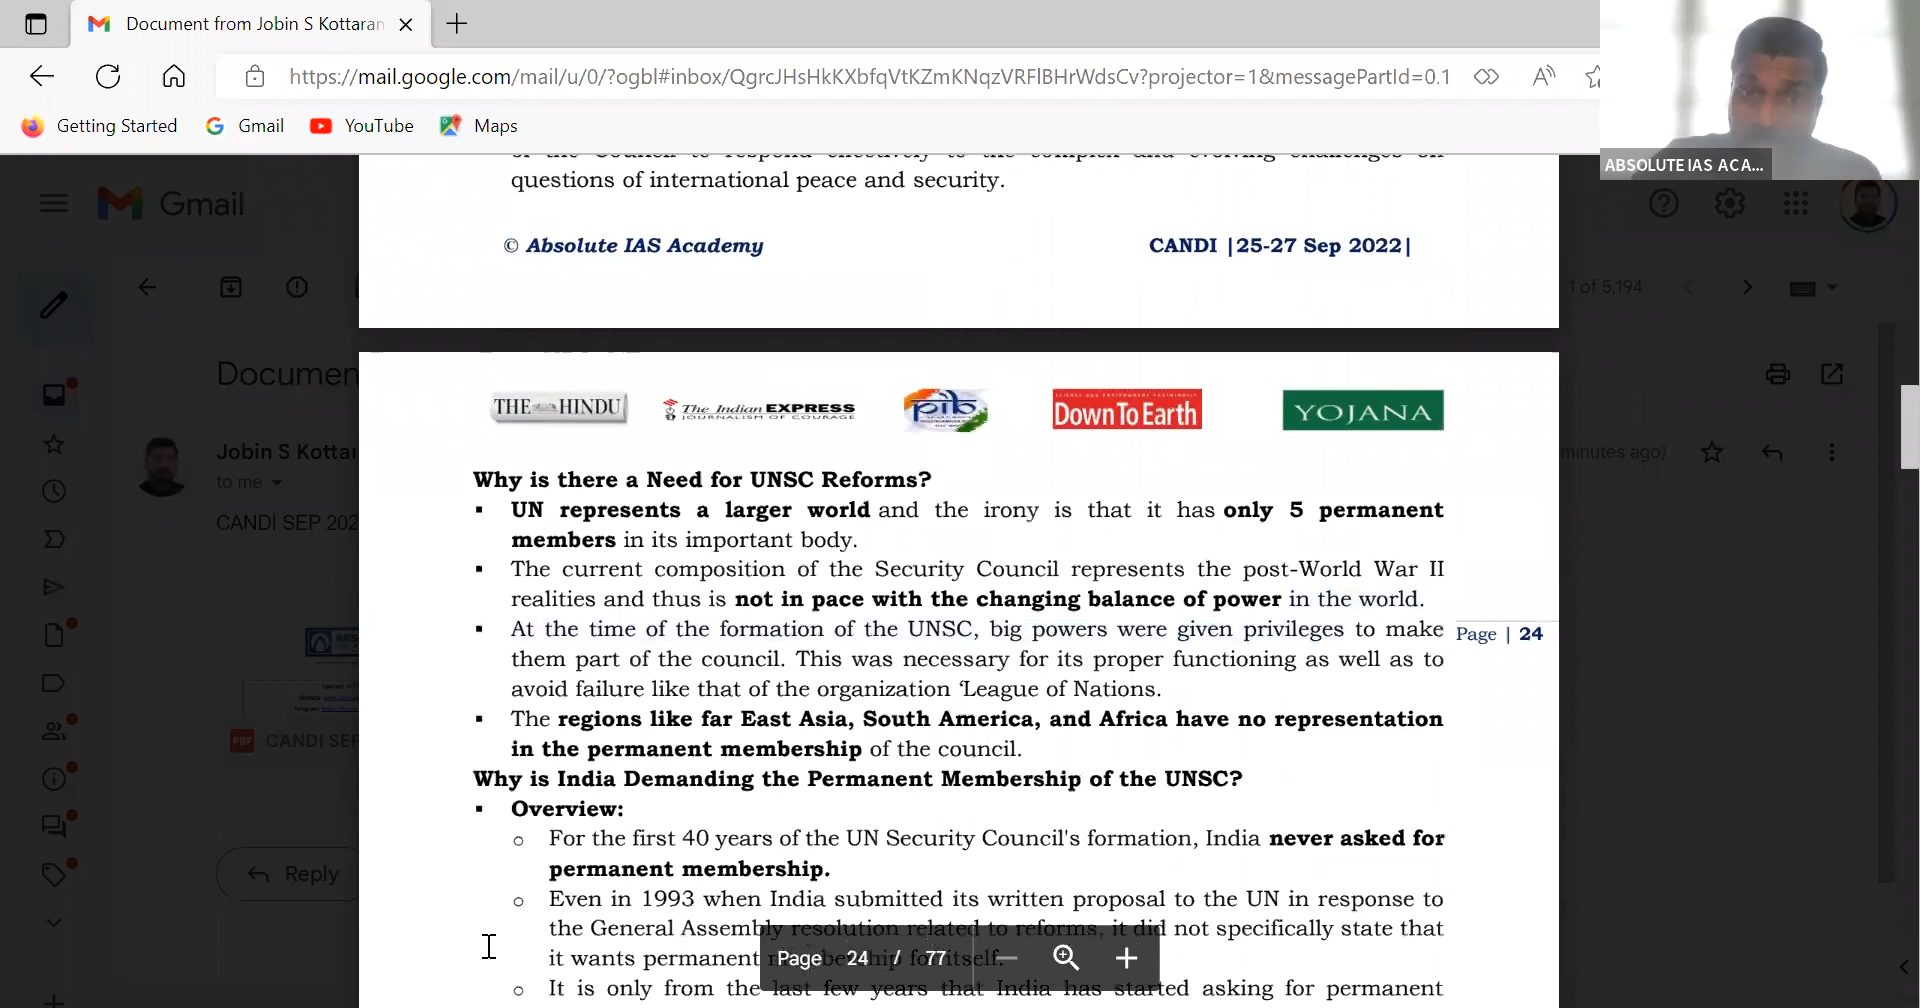 Document from Jobin S Kottaran
https://mail.google.com/mail/u/0/?ogbl#inbox/QgrcJHsHkKXbfqVtKZmKNqzVRFlBHrWdsCv?projector=1&messagePartId=0.1
Getting Started Gmail YouTube Maps
ABSOLUTE IAS ACA...
questions of international peace and security.
Gmail
© Absolute IAS Academy CANDI |25-27 Sep 2022|
1 of 5,194
Documen
THE HINDU The Indian EXPRESS JOURNALISM OF COURAGE pib Down To Earth YOJANA
Jobin S Kottar
minutes ago)
to me
CANDI SEP 202
Why is there a Need for UNSC Reforms?
▪ UN represents a larger world and the irony is that it has only 5 permanent
members in its important body.
▪ The current composition of the Security Council represents the post-World War II
realities and thus is not in pace with the changing balance of power in the world.
▪ At the time of the formation of the UNSC, big powers were given privileges to make
Page | 24
them part of the council. This was necessary for its proper functioning as well as to
avoid failure like that of the organization ‘League of Nations.
▪ The regions like far East Asia, South America, and Africa have no representation
in the permanent membership of the council.
PDF CANDI SEP
Why is India Demanding the Permanent Membership of the UNSC?
▪ Overview:
o For the first 40 years of the UN Security Council's formation, India never asked for
permanent membership.
Reply
o Even in 1993 when India submitted its written proposal to the UN in response to
the General Assembly resolution related to reforms, it did not specifically state that
it wants permanent membership for itself.
Page 24 / 77
o It is only from the last few years that India has started asking for permanent